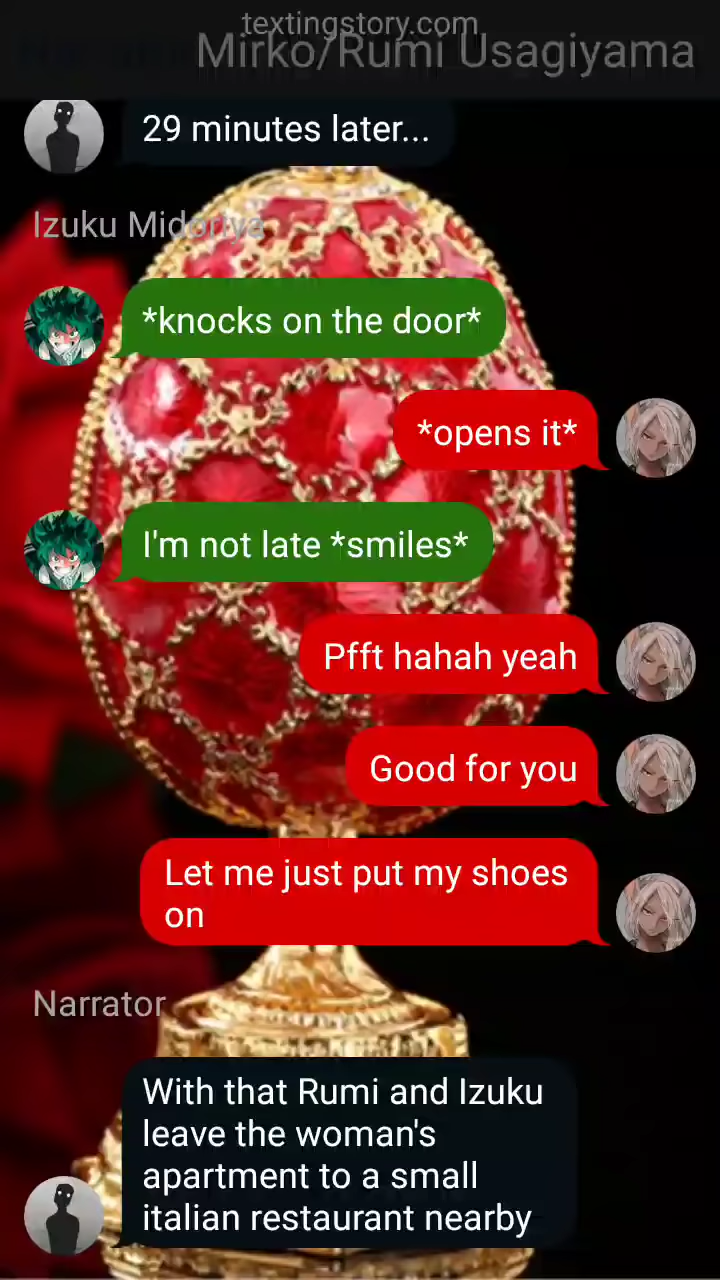 textingstory.com
Mirko/Rumi Usagiyama
29 minutes later...
Izuku Midoriya
*knocks on the door*
*opens it*
I'm not late *smiles*
Pfft hahah yeah
Good for you
Let me just put my shoes
on
Narrator
With that Rumi and Izuku
leave the woman's
apartment to a small
italian restaurant nearby